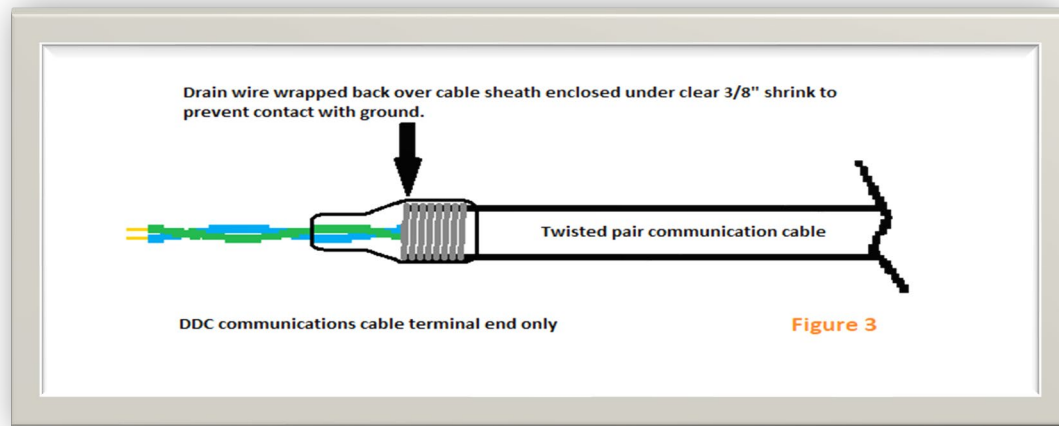 Drain wire wrapped back over cable sheath enclosed under clear 3/8" shrink to
prevent contact with ground.
Twisted pair communication cable
DDC communications cable terminal end only
Figure 3